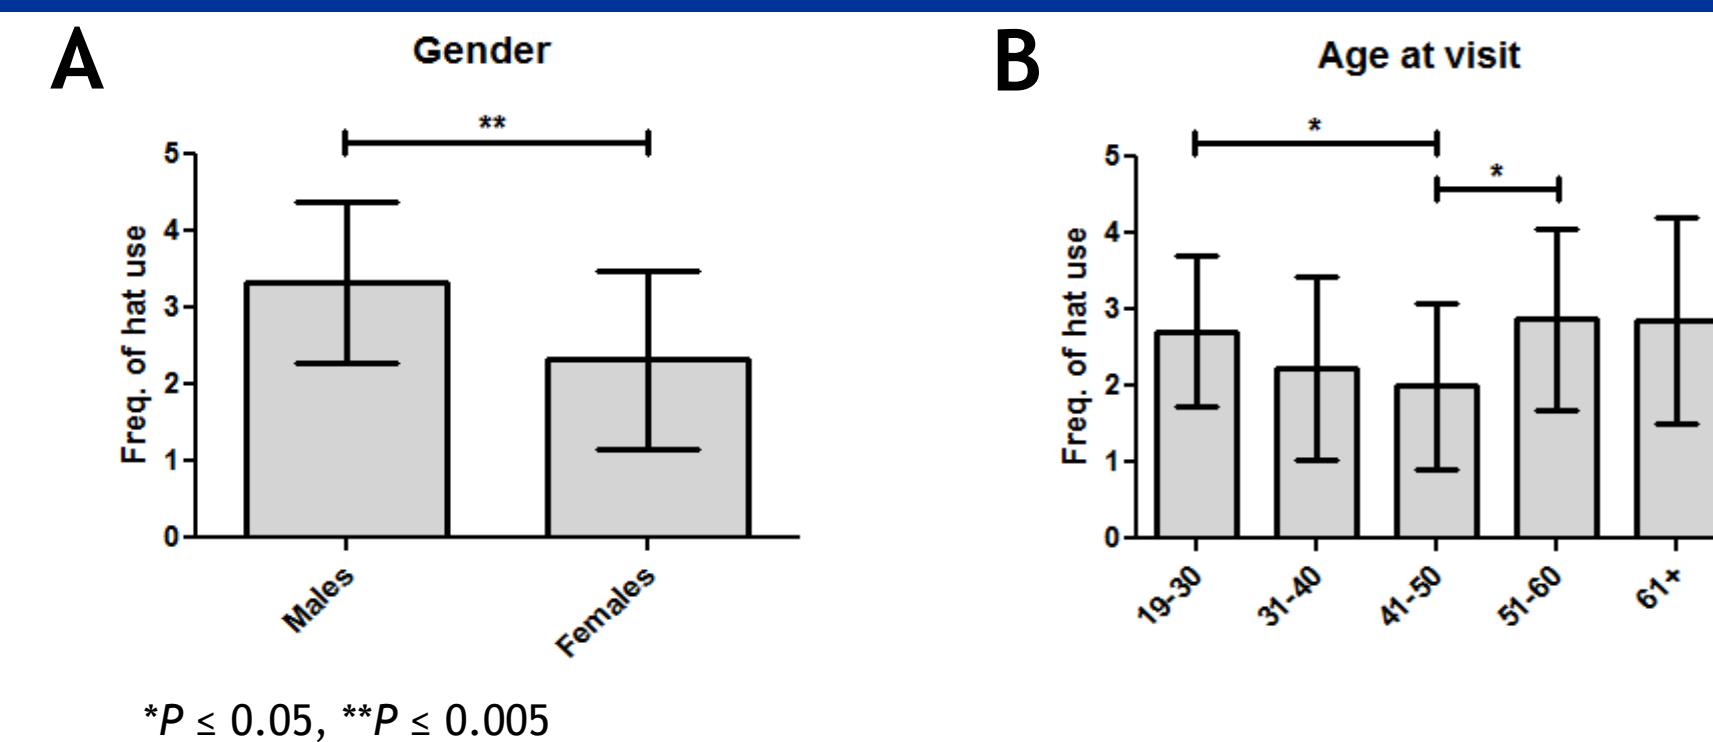 A
Gender
**
5
4
3
2
1
0
Freq. of hat use
Males
Females
B
Age at visit
*
*
5
4
3
2
1
0
Freq. of hat use
19-30
31-40
41-50
51-60
61+
*P ≤ 0.05, **P ≤ 0.005